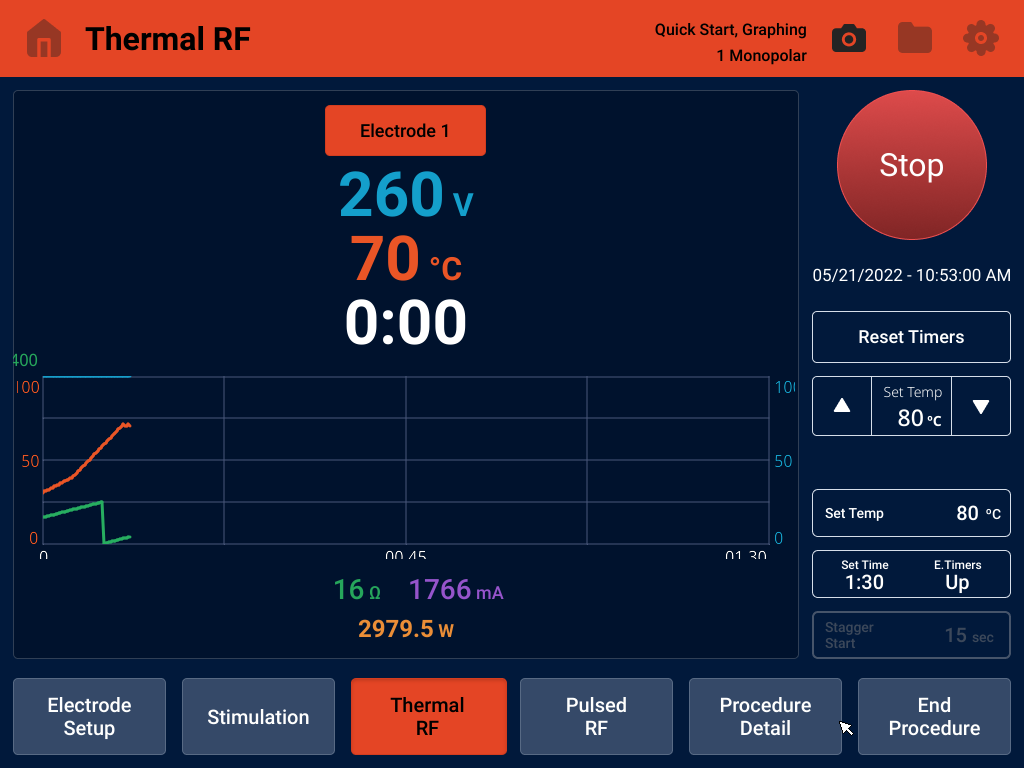 Thermal RF
Quick Start, Graphing
1 Monopolar
Electrode 1
260 V
70 °C
0:00
400
100
50
0
100
50
0
0
00.45
01.30
16 Ω 1766 mA
2979.5 W
Stop
05/21/2022 - 10:53:00 AM
Reset Timers
Set Temp
80 °C
Set Temp 80 °C
Set Time E.Timers
1:30 Up
Stagger
Start
15 sec
Electrode
Setup
Stimulation
Thermal
RF
Pulsed
RF
Procedure
Detail
End
Procedure